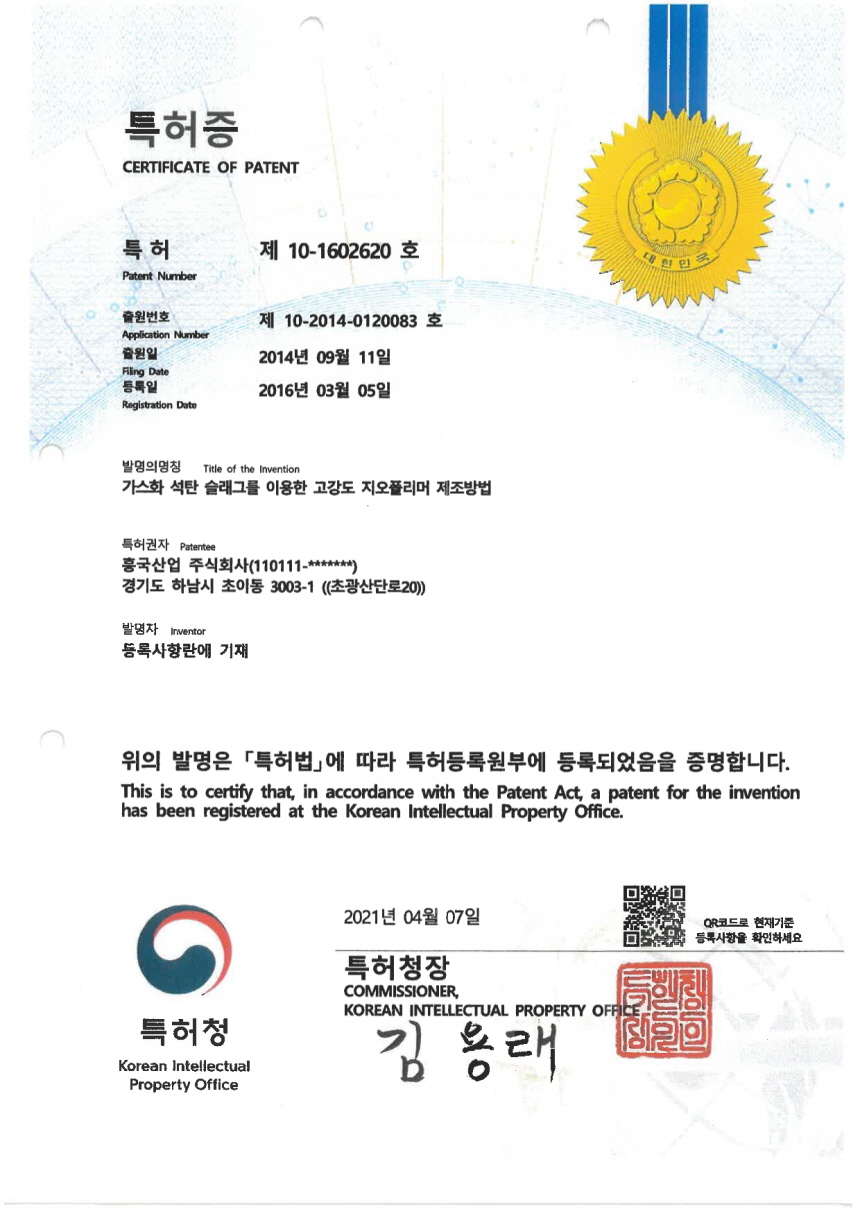 특허증
CERTIFICATE OF PATENT
대한민국
특허 제 10-1602620 호
Patent Number
출원번호 제 10-2014-0120083 호
Application Number
출원일 2014년 09월 11일
Filing Date
등록일 2016년 03월 05일
Registration Date
발명의명칭 Title of the Invention
가스화 석탄 슬래그를 이용한 고강도 지오폴리머 제조방법
특허권자 Patentee
흥국산업 주식회사(110111-*******)
경기도 하남시 초이동 3003-1 ((초광산단로20))
발명자 Inventor
등록사항란에 기재
위의 발명은 「특허법」에 따라 특허등록원부에 등록되었음을 증명합니다.
This is to certify that, in accordance with the Patent Act, a patent for the invention
has been registered at the Korean Intellectual Property Office.
2021년 04월 07일
QR코드로 현재기준
등록사항을 확인하세요
특허청장
COMMISSIONER,
KOREAN INTELLECTUAL PROPERTY OFFICE
김용래
특허청
Korean Intellectual
Property Office